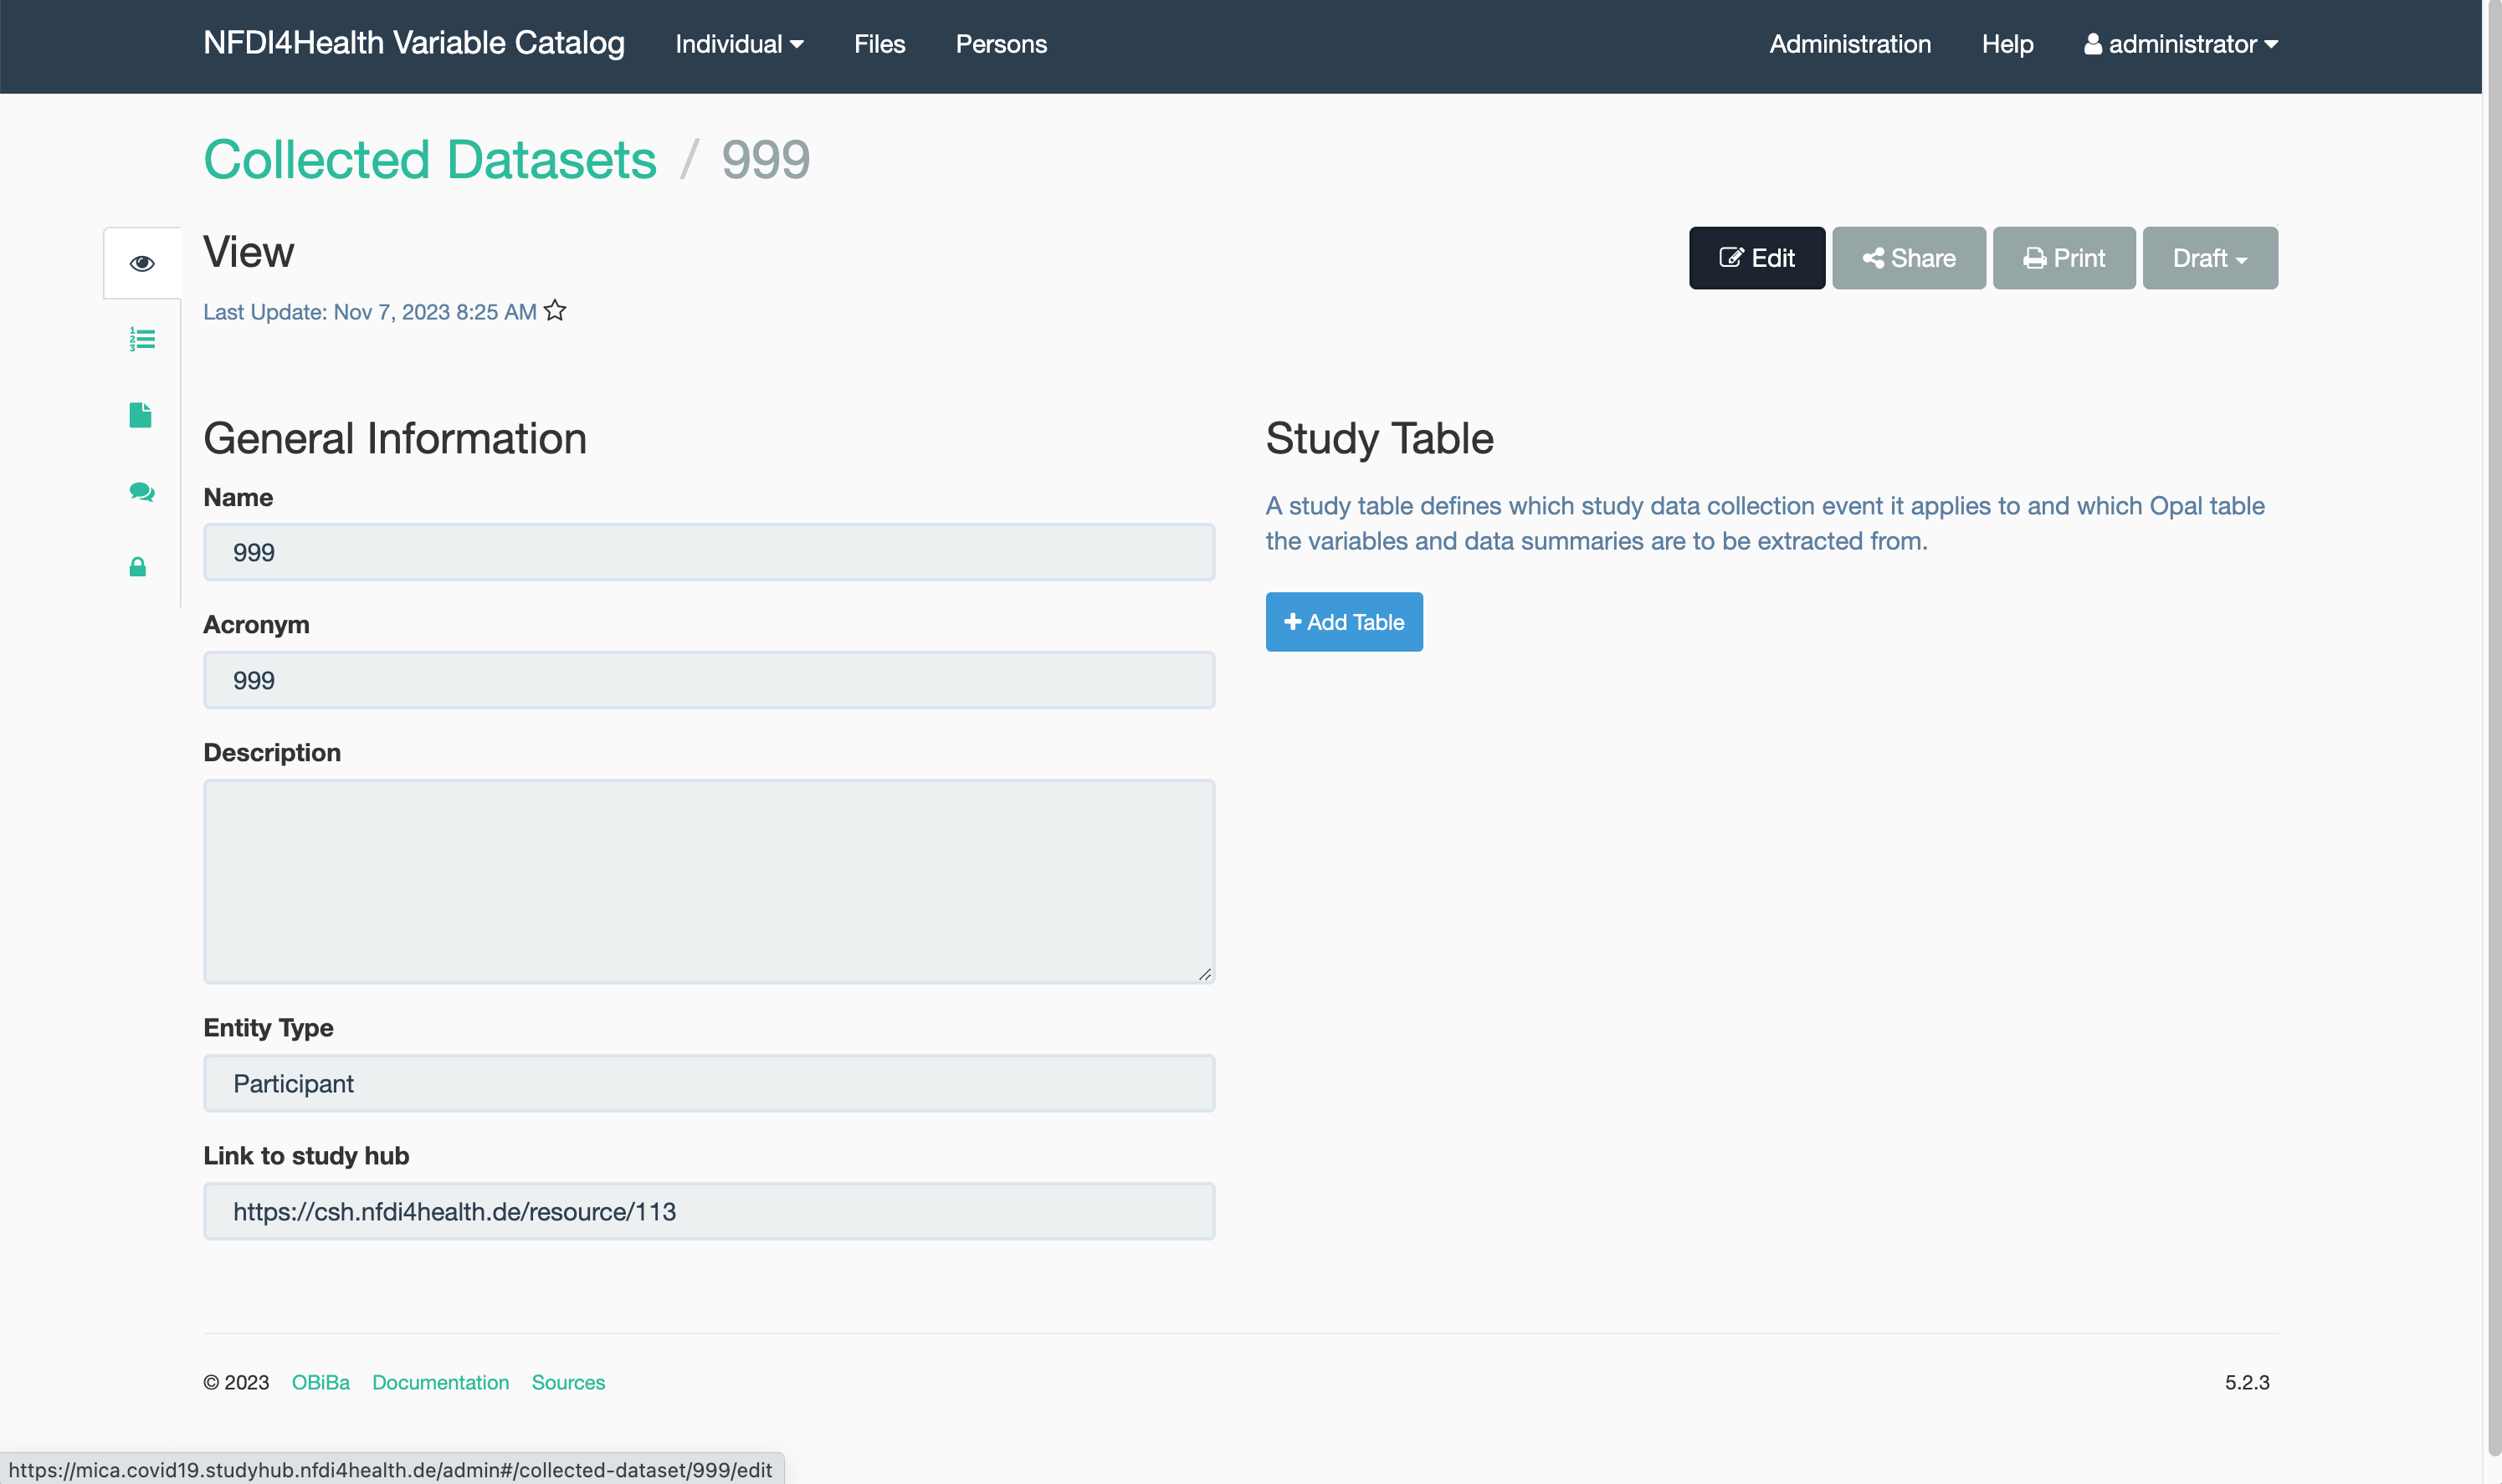 NFDI4Health Variable Catalog Individual Files Persons Administration Help administrator
Collected Datasets / 999
View
Edit Share Print Draft
Last Update: Nov 7, 2023 8:25 AM
General Information
Name
999
Acronym
999
Description
Entity Type
Participant
Link to study hub
https://csh.nfdi4health.de/resource/113
Study Table
A study table defines which study data collection event it applies to and which Opal table
the variables and data summaries are to be extracted from.
+ Add Table
© 2023 OBiBa Documentation Sources 5.2.3
https://mica.covid19.studyhub.nfdi4health.de/admin#/collected-dataset/999/edit